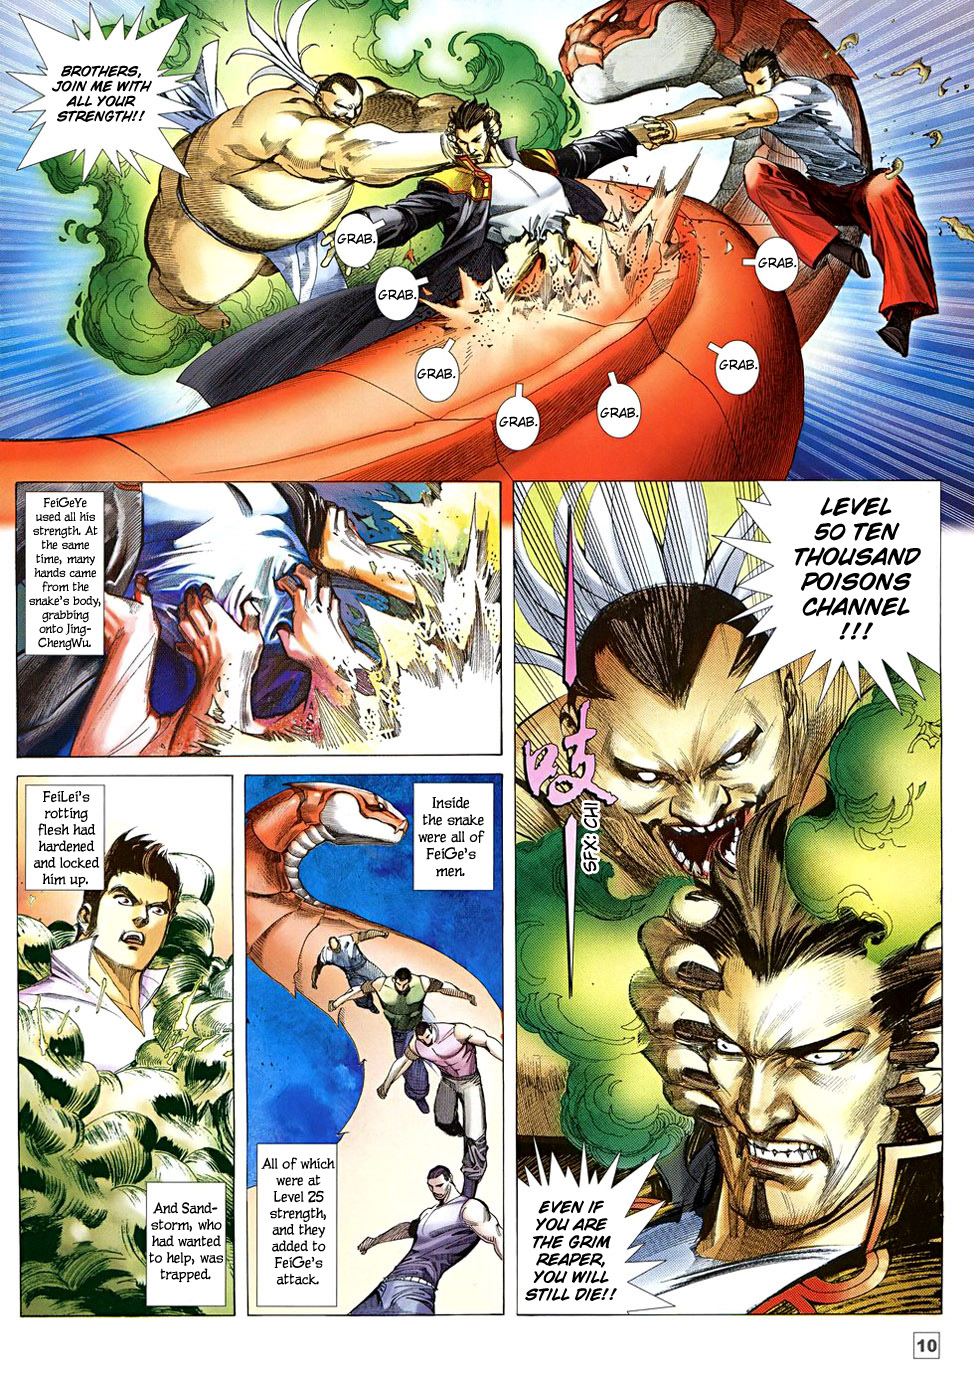 BROTHERS,
JOIN ME WITH
ALL YOUR
STRENGTH!!
GRAB.
GRAB.
GRAB.
GRAB.
GRAB.
GRAB.
GRAB.
FeiGeYe
used all his
strength. At
the same
time, many
hands came
from the
snake's body,
grabbing
onto Jing-
ChengWu.
LEVEL
50 TEN
THOUSAND
POISONS
CHANNEL
!!!
吱
SFX: CHI
FeiLei's
rotting
flesh had
hardened
and locked
him up.
And Sand-
storm, who
had wanted
to help, was
trapped.
Inside
the snake
were all of
FeiGe's
men.
All of which
were at
Level 25
strength,
and they
added to
FeiGe's
attack.
EVEN IF
YOU ARE
THE GRIM
REAPER,
YOU WILL
STILL DIE!!
10